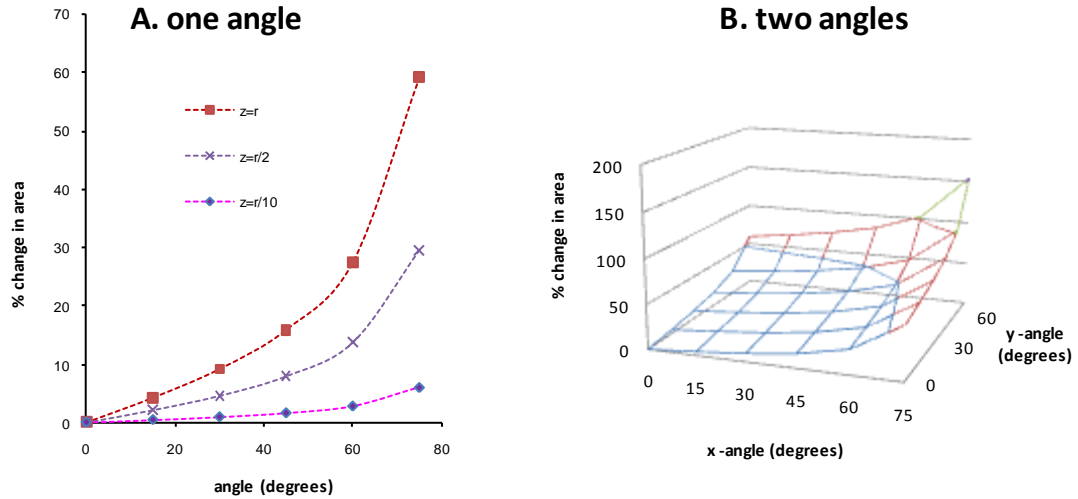 A. one angle
70
60
50
40
30
20
10
0
% change in area
z=r
z=r/2
z=r/10
0
20
40
60
80
angle (degrees)
B. two angles
200
150
100
50
0
% change in area
0
15
30
45
60
75
x -angle (degrees)
60
30
0
y -angle
(degrees)